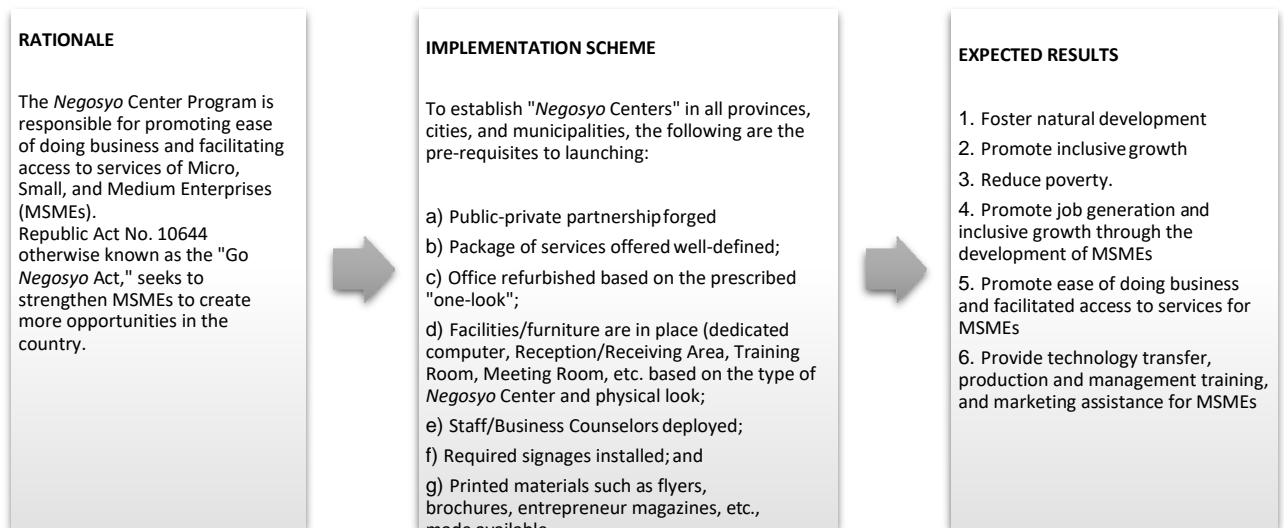 RATIONALE
The Negosyo Center Program is
responsible for promoting ease
of doing business and facilitating
access to services of Micro,
Small, and Medium Enterprises
(MSMEs).
Republic Act No. 10644
otherwise known as the "Go
Negosyo Act," seeks to
strengthen MSMEs to create
more opportunities in the
country.
IMPLEMENTATION SCHEME
To establish "Negosyo Centers" in all provinces,
cities, and municipalities, the following are the
pre-requisites to launching:
a) Public-private partnership forged
b) Package of services offered well-defined;
c) Office refurbished based on the prescribed
"one-look";
d) Facilities/furniture are in place (dedicated
computer, Reception/Receiving Area, Training
Room, Meeting Room, etc. based on the type of
Negosyo Center and physical look;
e) Staff/Business Counselors deployed;
f) Required signages installed; and
g) Printed materials such as flyers,
brochures, entrepreneur magazines, etc.,
made available
EXPECTED RESULTS
1. Foster natural development
2. Promote inclusive growth
3. Reduce poverty.
4. Promote job generation and
inclusive growth through the
development of MSMEs
5. Promote ease of doing business
and facilitated access to services for
MSMEs
6. Provide technology transfer,
production and management training,
and marketing assistance for MSMEs